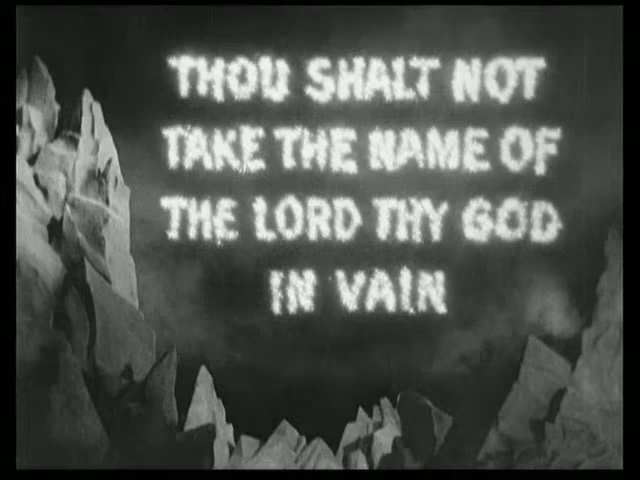 THOU SHALT NOT
TAKE THE NAME OF
THE LORD THY GOD
IN VAIN